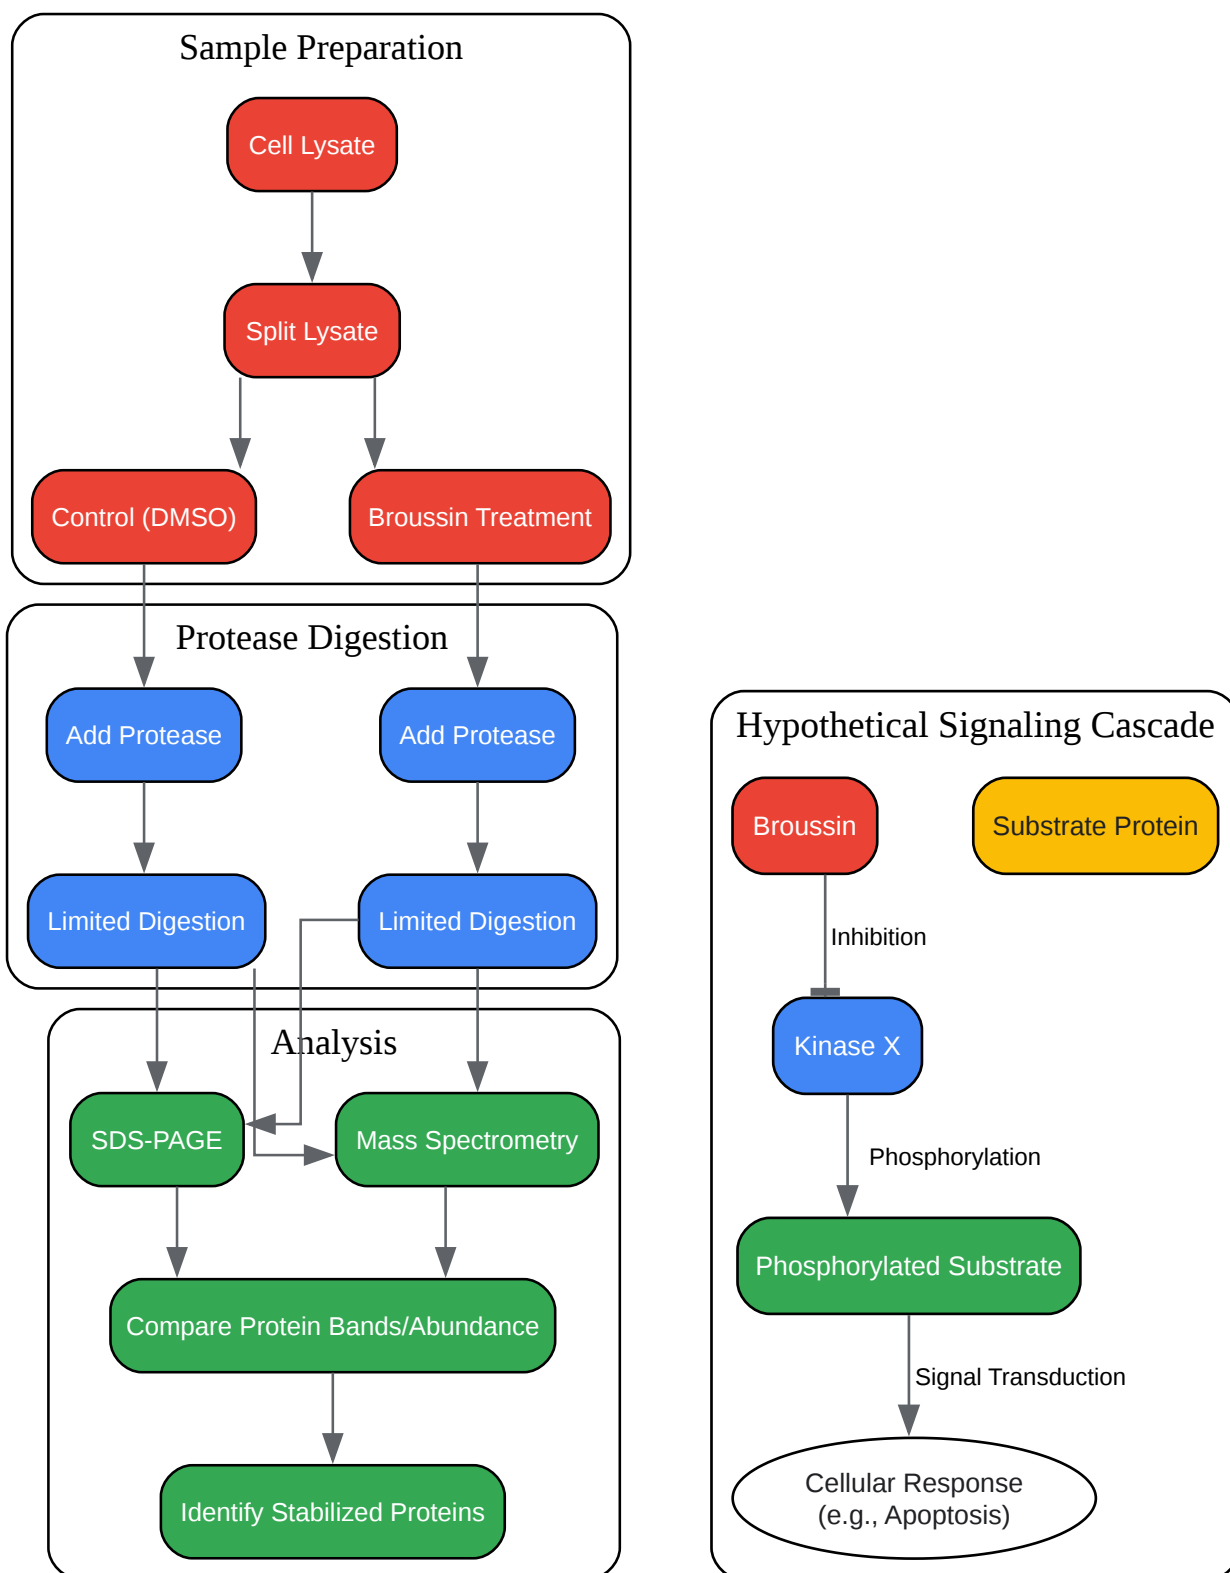 Sample Preparation
Cell Lysate
Split Lysate
Control (DMSO)
Broussin Treatment
Protease Digestion
Add Protease
Add Protease
Limited Digestion
Limited Digestion
Analysis
SDS-PAGE
Mass Spectrometry
Compare Protein Bands/Abundance
Identify Stabilized Proteins
Hypothetical Signaling Cascade
Broussin
Substrate Protein
Inhibition
Kinase X
Phosphorylation
Phosphorylated Substrate
Signal Transduction
Cellular Response
(e.g., Apoptosis)